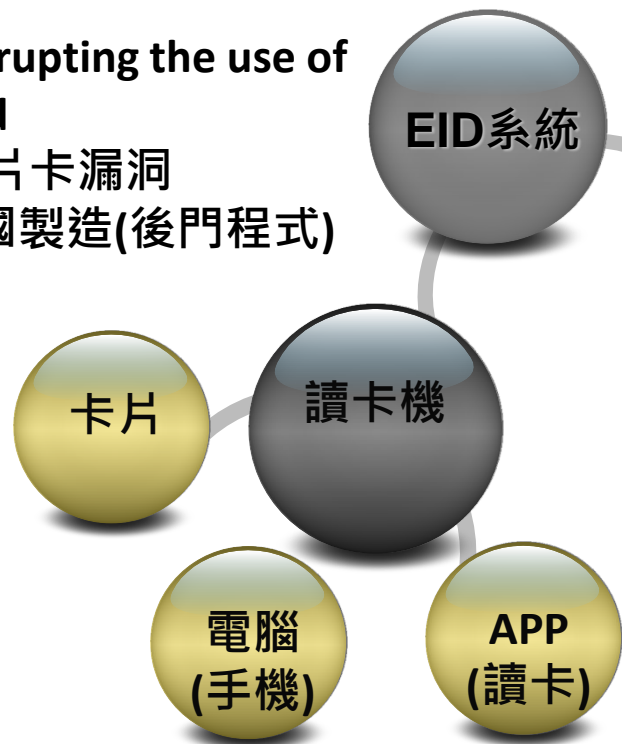 rupting the use of
片卡漏洞
製造(後門程式)
EID系統
讀卡機
卡片
電腦
(手機)
APP
(讀卡)